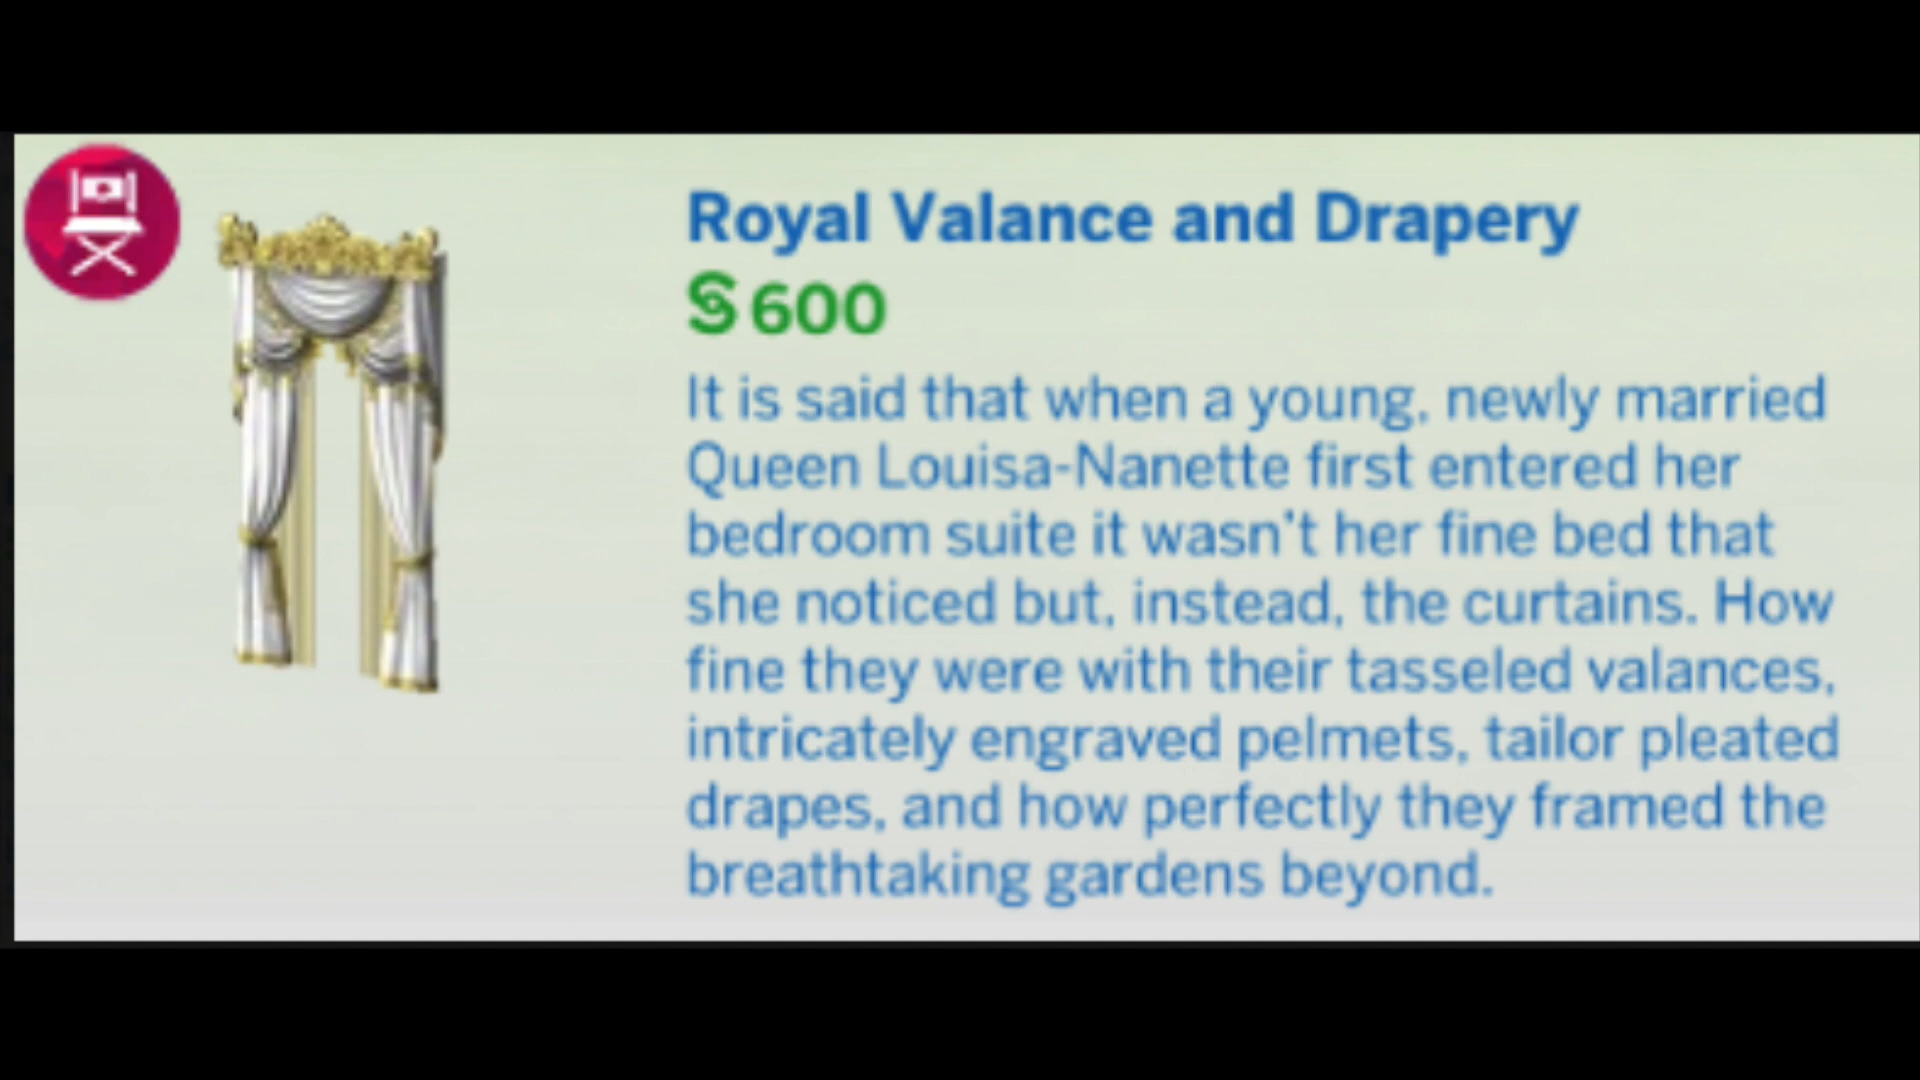 Royal Valance and Drapery
§600
It is said that when a young, newly married
Queen Louisa-Nanette first entered her
bedroom suite it wasn't her fine bed that
she noticed but, instead, the curtains. How
fine they were with their tasseled valances,
intricately engraved pelmets, tailor pleated
drapes, and how perfectly they framed the
breathtaking gardens beyond.